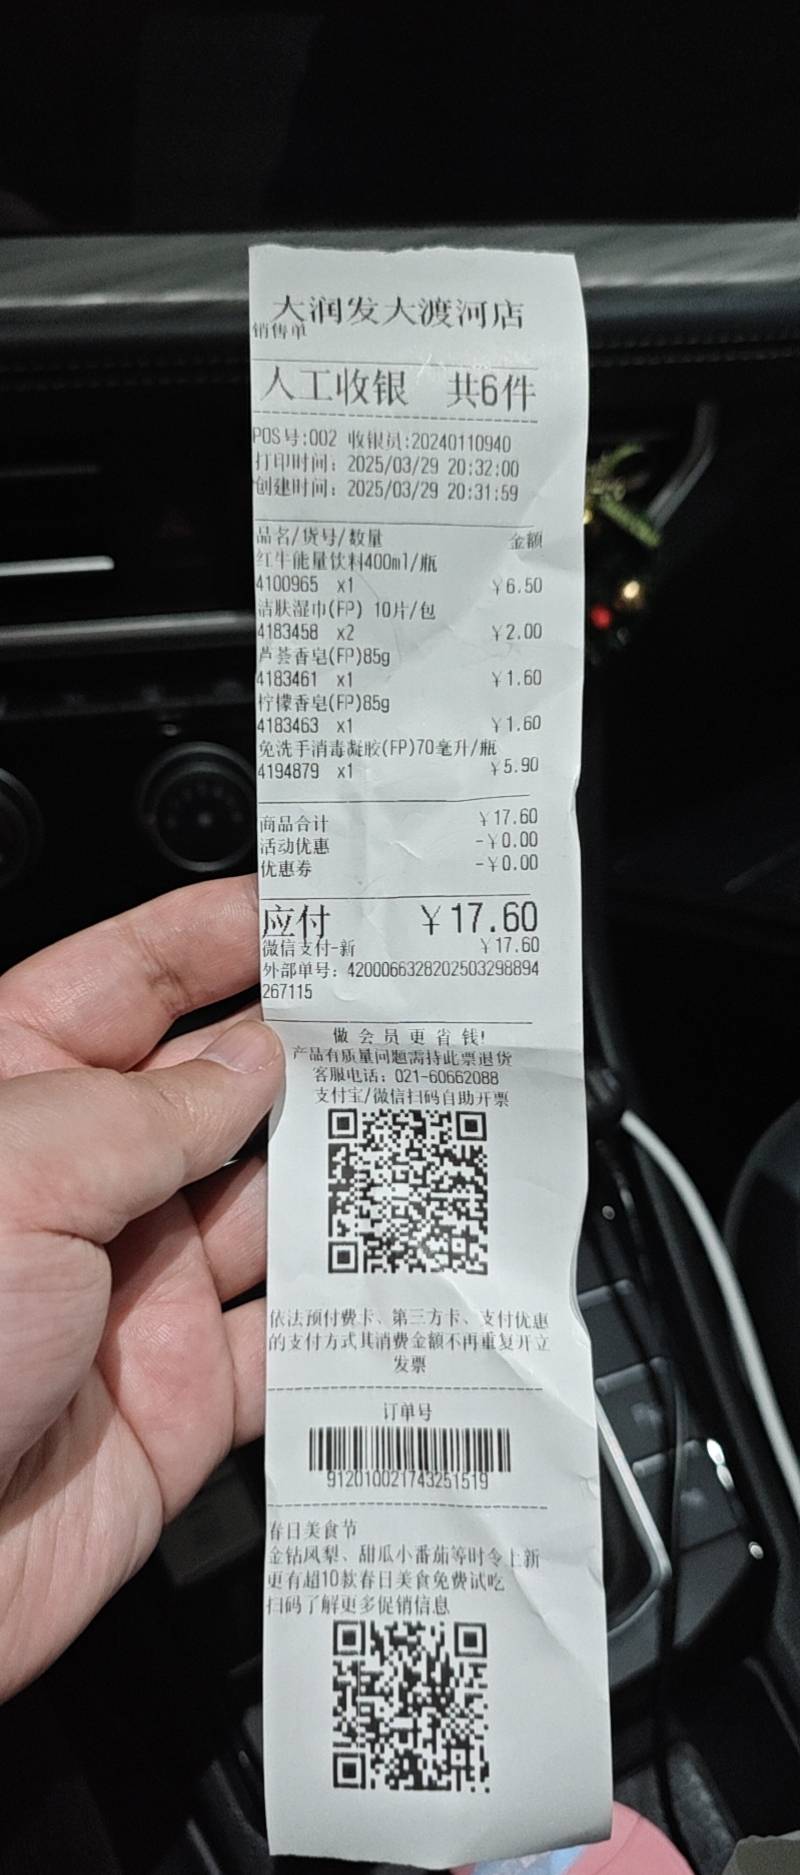 大润发大渡河店
销售单
人工收银 共6件
POS号:002 收银员:20240110940
打印时间: 2025/03/29 20:32:00
创建时间: 2025/03/29 20:31:59
品名/货号/数量 金额
红牛能量饮料400ml/瓶
4100965 x1 ￥6.50
洁肤湿巾(FP) 10片/包
4183458 x2 ￥2.00
芦荟香皂(FP)85g
4183461 x1 ￥1.60
柠檬香皂(FP)85g
4183463 x1 ￥1.60
免洗手消毒凝胶(FP)70毫升/瓶
4194879 x1 ￥5.90
商品合计 ￥17.60
活动优惠 -￥0.00
优惠券 -￥0.00
应付 ￥17.60
微信支付-新 ￥17.60
外部单号: 4200066328202503298894
267115
做会员更省钱!
产品有质量问题需持此票退货
客服电话: 021-60662088
支付宝/微信扫码自助开票
依法预付费卡、第三方卡、支付优惠
的支付方式其消费金额不再重复开立
发票
订单号
912010021743251519
春日美食节
金钻凤梨、甜瓜小番茄等时令上新
更有超10款春日美食免费试吃
扫码了解更多促销信息